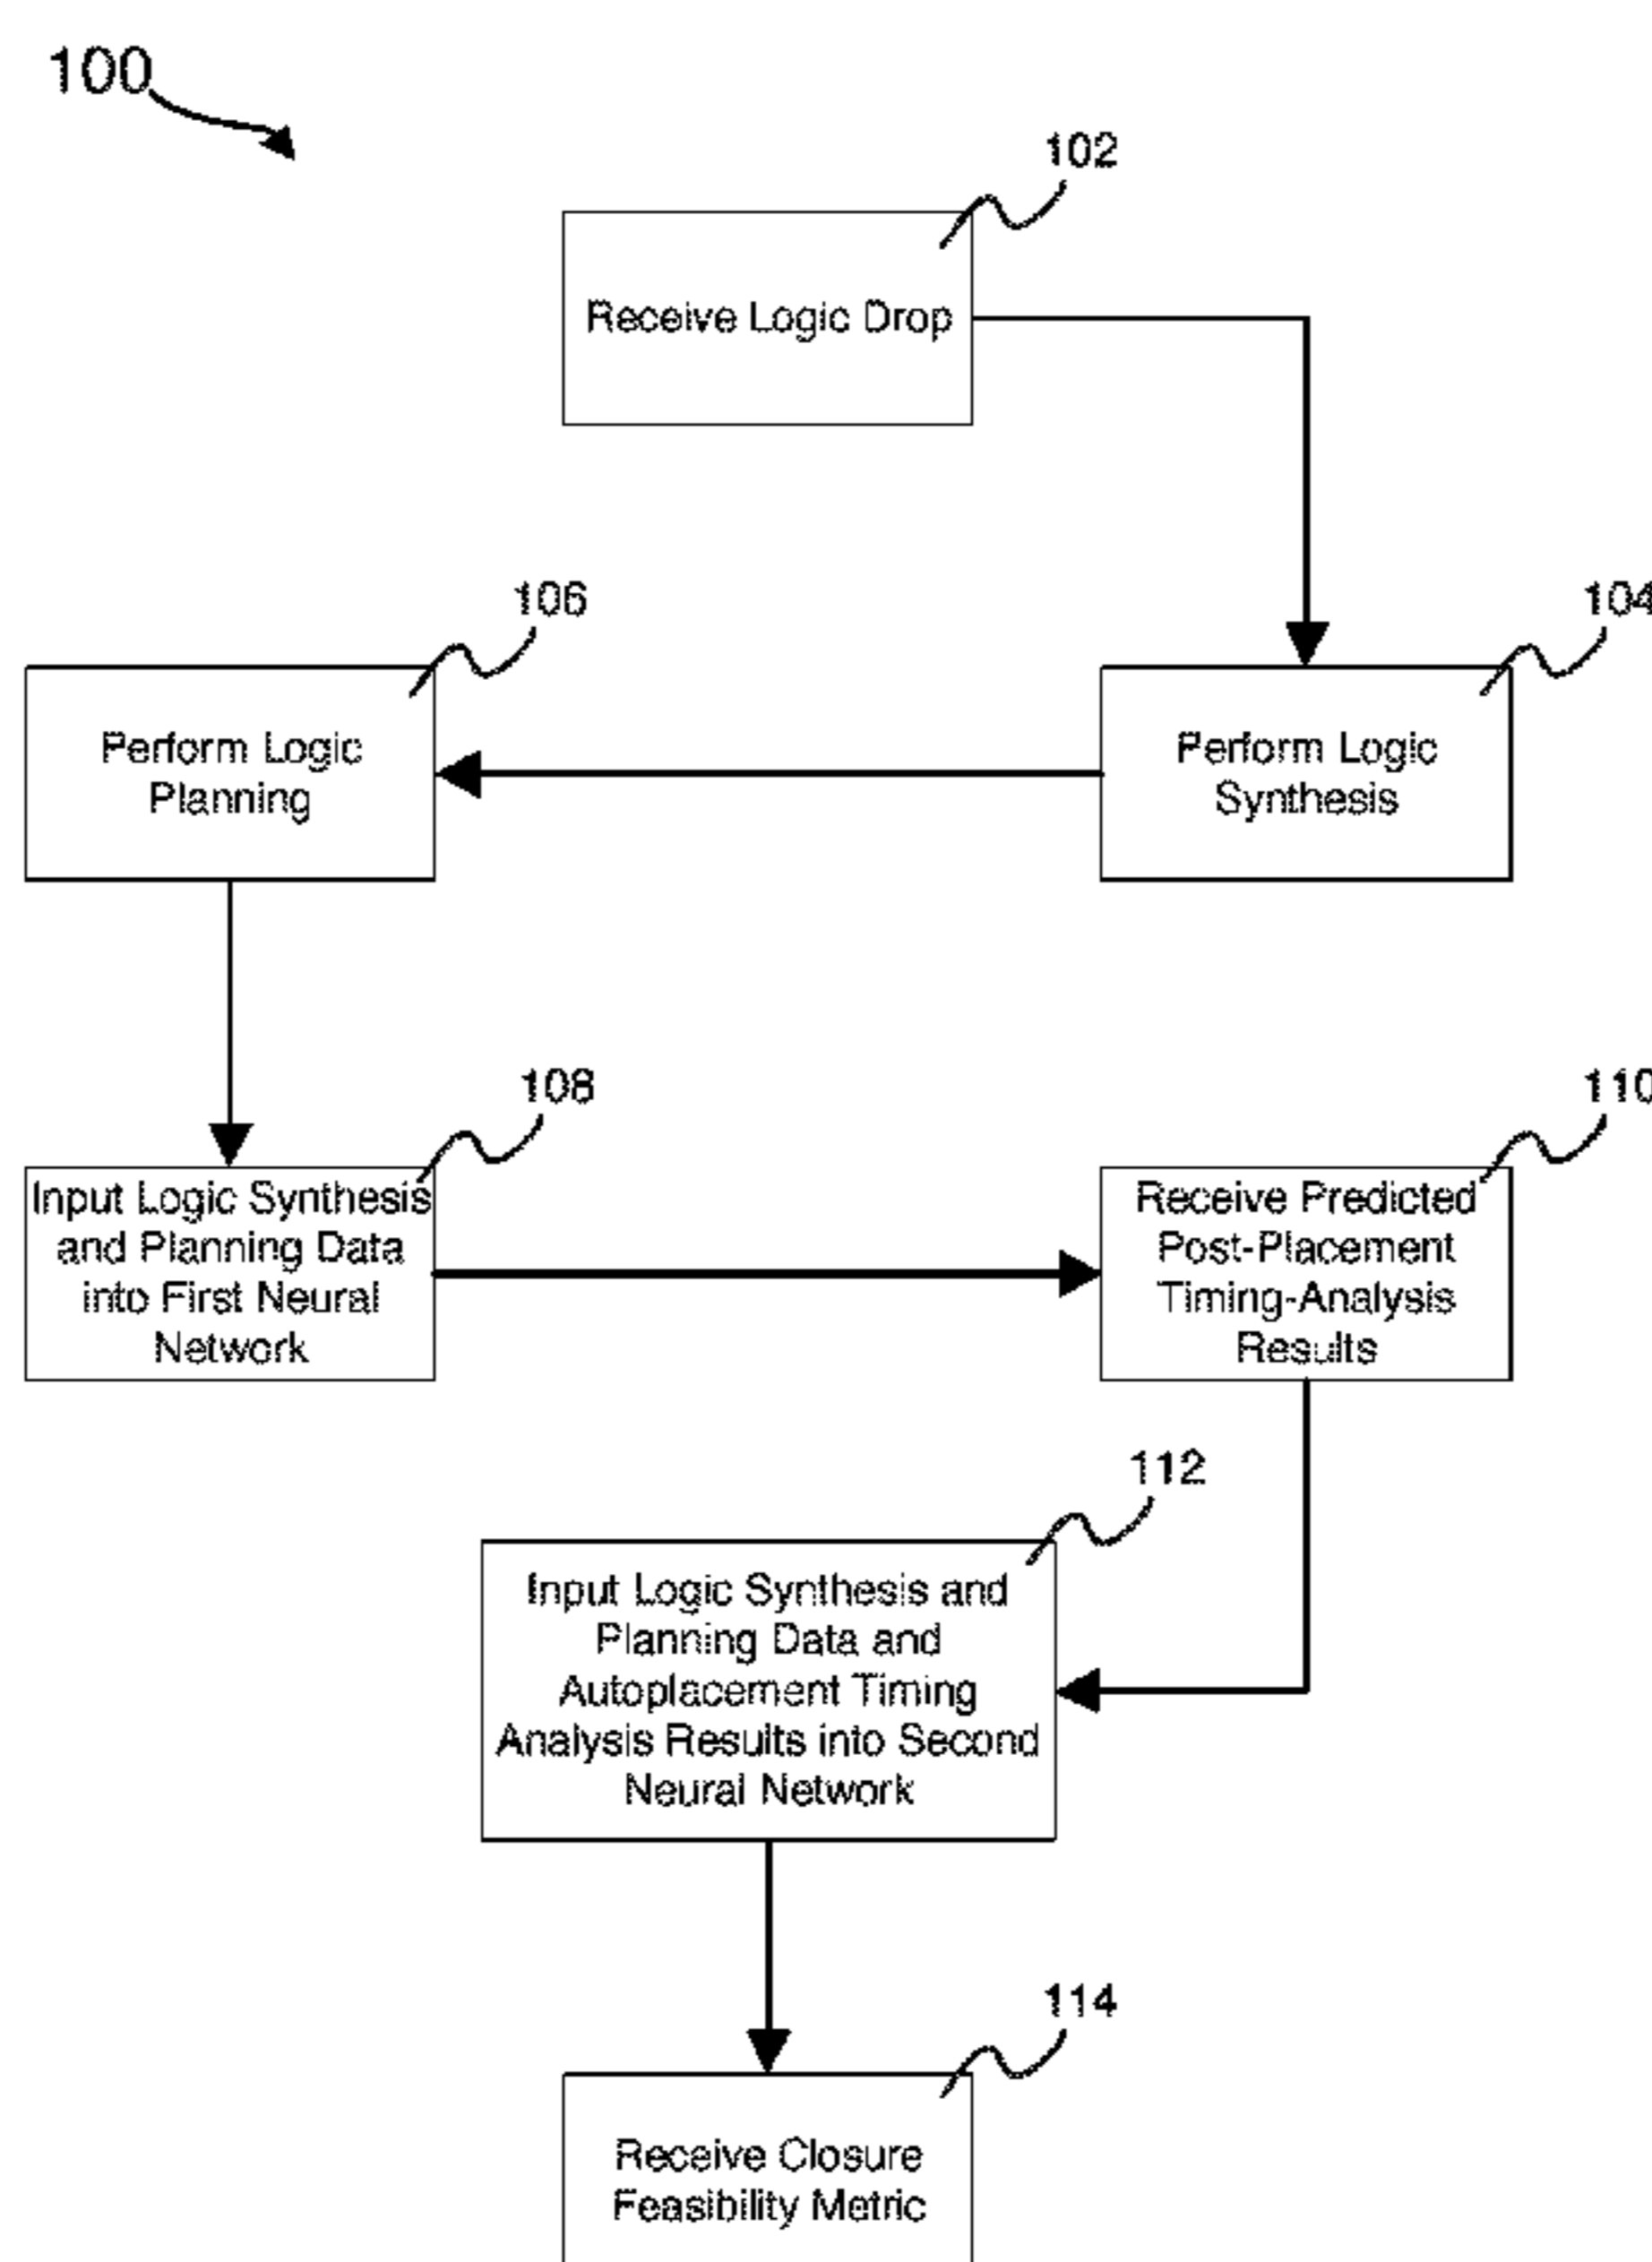 100
102
Receive Logic Drop
106
104
Perform Logic
Planning
Perform Logic
Synthesis
108
110
Input Logic Synthesis
and Planning Data
into First Neural
Network
Receive Predicted
Post-Placement
Timing-Analysis
Results
112
Input Logic Synthesis and
Planning Data and
Autoplacement Timing
Analysis Results into Second
Neural Network
114
Receive Closure
Feasibility Metric